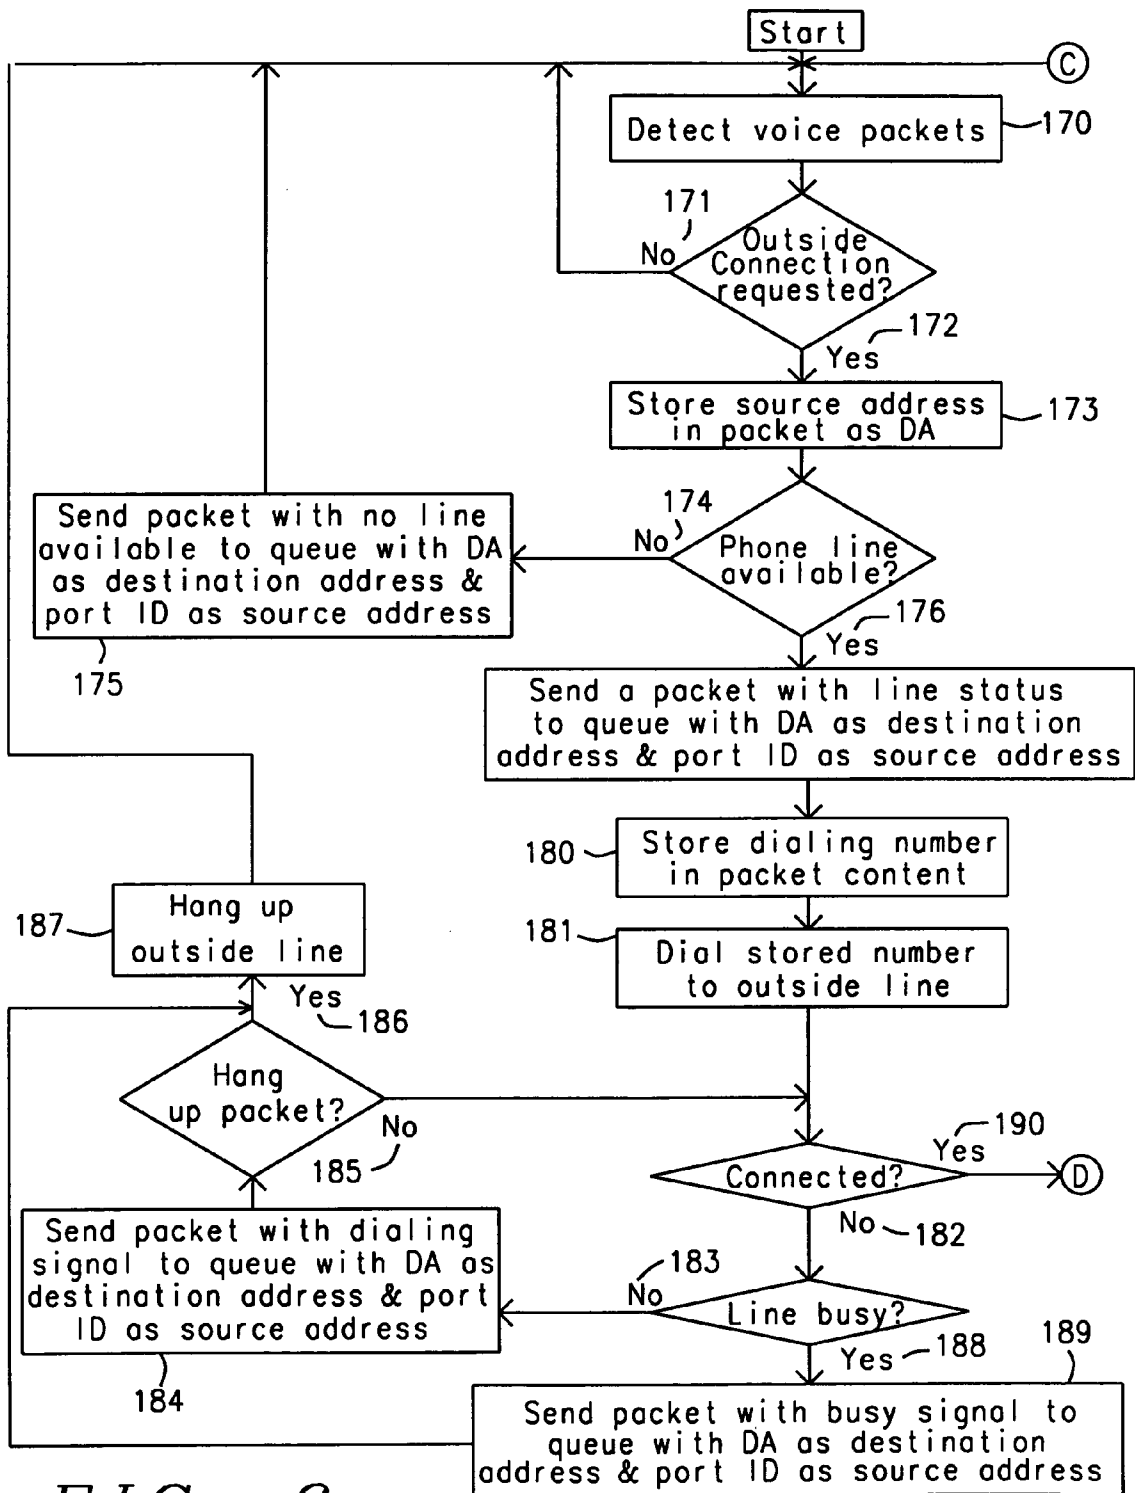 Start
C
Detect voice packets
170
171
No
Outside
Connection
requested?
172
Yes
Store source address
in packet as DA
173
174
No
Phone line
available?
Send packet with no line
available to queue with DA
as destination address &
port ID as source address
175
176
Yes
Send a packet with line status
to queue with DA as destination
address & port ID as source address
180
Store dialing number
in packet content
187
Hang up
outside line
181
Dial stored number
to outside line
Yes
186
Hang
up packet?
No
185
190
Yes
Connected?
D
No
182
Send packet with dialing
signal to queue with DA as
destination address & port
ID as source address
184
183
No
Line busy?
Yes
188
189
Send packet with busy signal to
queue with DA as destination
address & port ID as source address